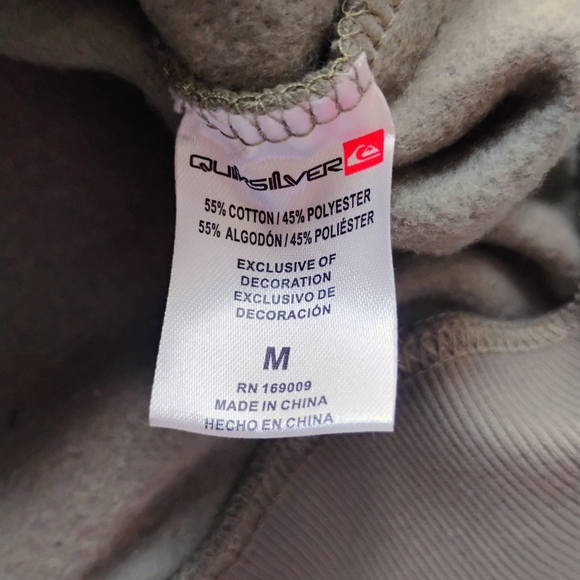 QUIKSILVER
55% COTTON / 45% POLYESTER
55% ALGODÓN / 45% POLIÉSTER
EXCLUSIVE OF
DECORATION
EXCLUSIVO DE
DECORACIÓN
M
RN 169009
MADE IN CHINA
HECHO EN CHINA